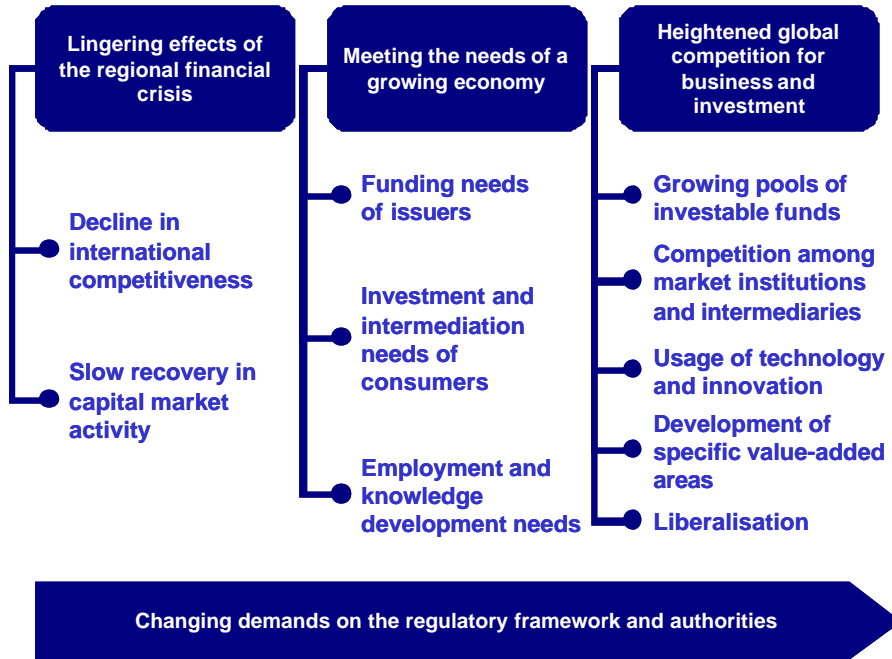 Lingering effects of
the regional financial
crisis
Decline in
international
competitiveness
Slow recovery in
capital market
activity
Meeting the needs of a
growing economy
Funding needs
of issuers
Investment and
intermediation
needs of
consumers
Employment and
knowledge
development needs
Heightened global
competition for
business and
investment
Growing pools of
investable funds
Competition among
market institutions
and intermediaries
Usage of technology
and innovation
Development of
specific value-added
areas
Liberalisation
Changing demands on the regulatory framework and authorities